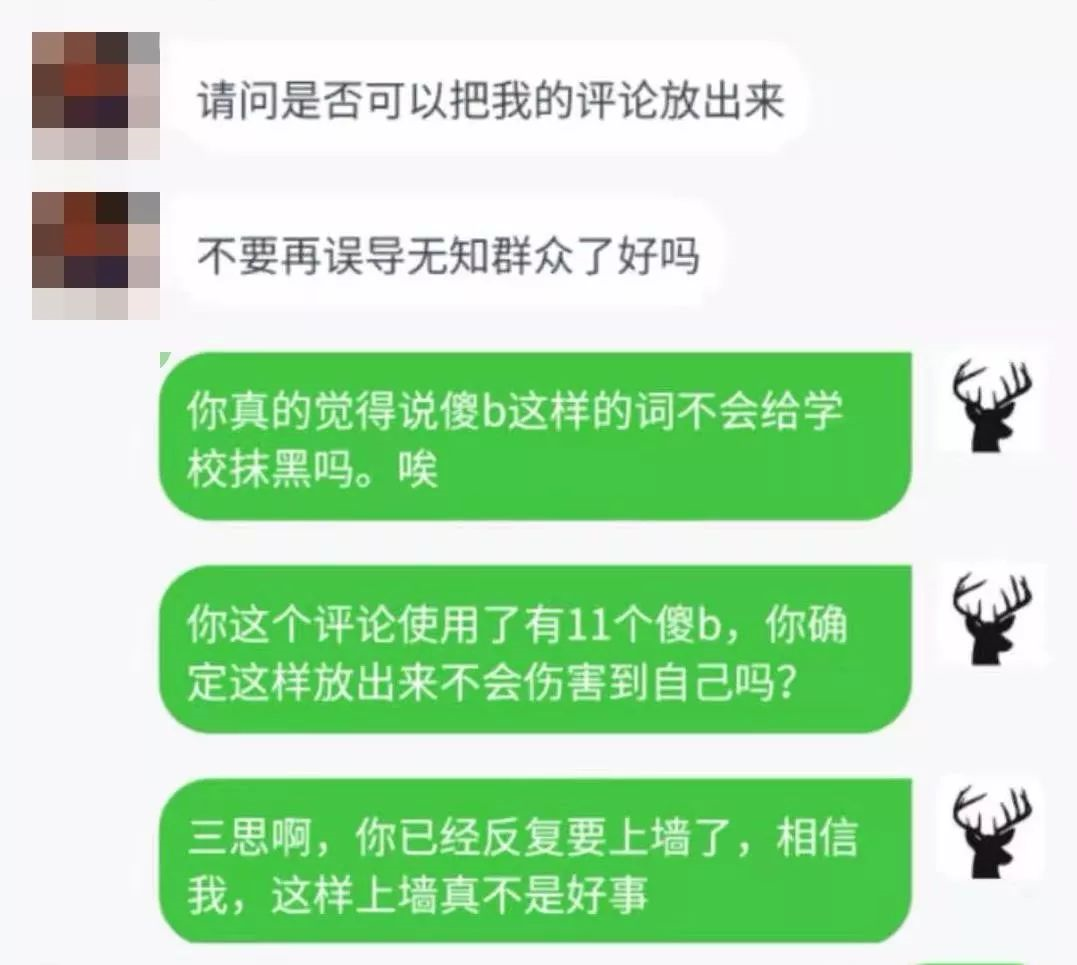 请问是否可以把我的评论放出来
不要再误导无知群众了好吗
你真的觉得说傻b这样的词不会给学
校抹黑吗。唉
你这个评论使用了有11个傻b，你确
定这样放出来不会伤害到自己吗？
三思啊，你已经反复要上墙了，相信
我，这样上墙真不是好事